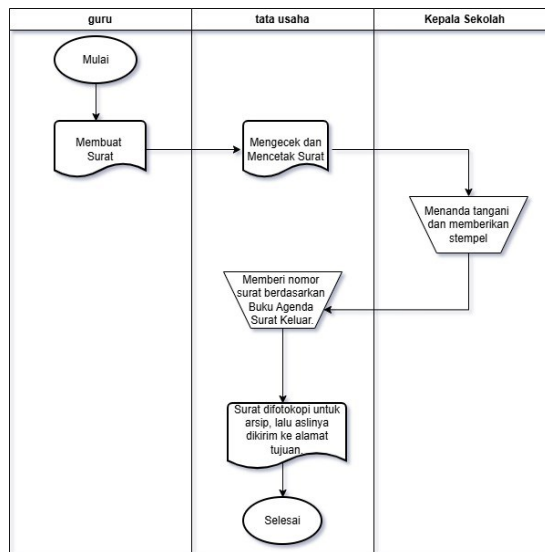 guru
tata usaha
Kepala Sekolah
Mulai
Membuat
Surat
Mengecek dan
Mencetak Surat
Menanda tangani
dan memberikan
stempel
Memberi nomor
surat berdasarkan
Buku Agenda
Surat Keluar.
Surat difotokopi untuk
arsip, lalu aslinya
dikirim ke alamat
tujuan.
Selesai